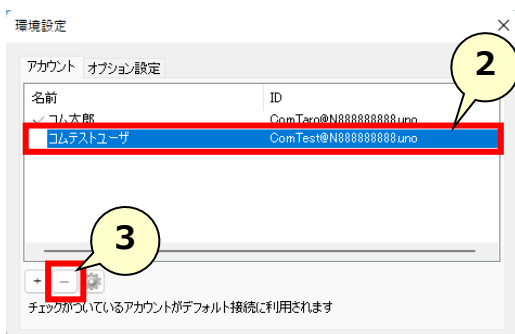 環境設定
アカウント オプション設定
2
名前 ID
コム太郎 ComTaro@N888888888.uno
コムテストユーザ ComTest@N888888888.uno
3
+ −
チェックがついているアカウントがデフォルト接続に利用されます